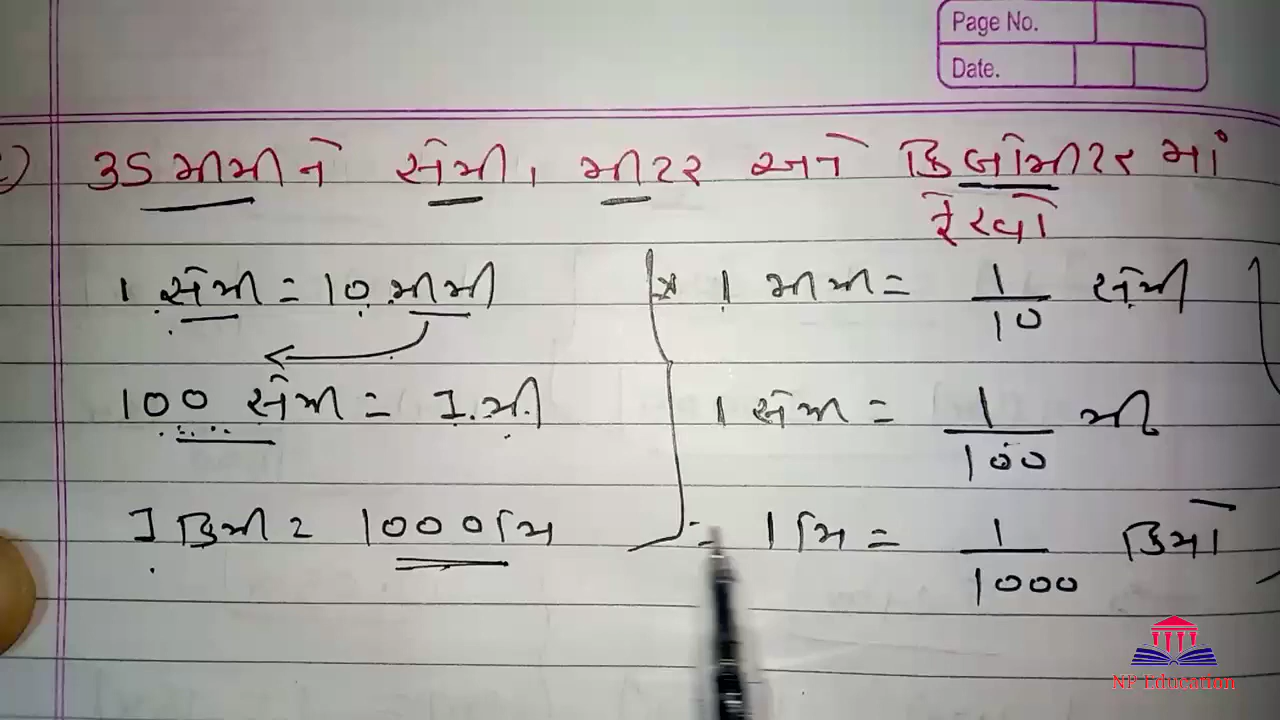 Page No.
Date.
35 મીમીને સેમી, મીટર અને કિલોમીટર માં
ફેરવો
1 સેમી = 10 મીમી
* 1 મીમી = 1/10 સેમી
100 સેમી = 1 મી.
1 સેમી = 1/100 મી
1 કિમી = 1000 મિ
= 1 મિ = 1/1000 કિમી
NP Education